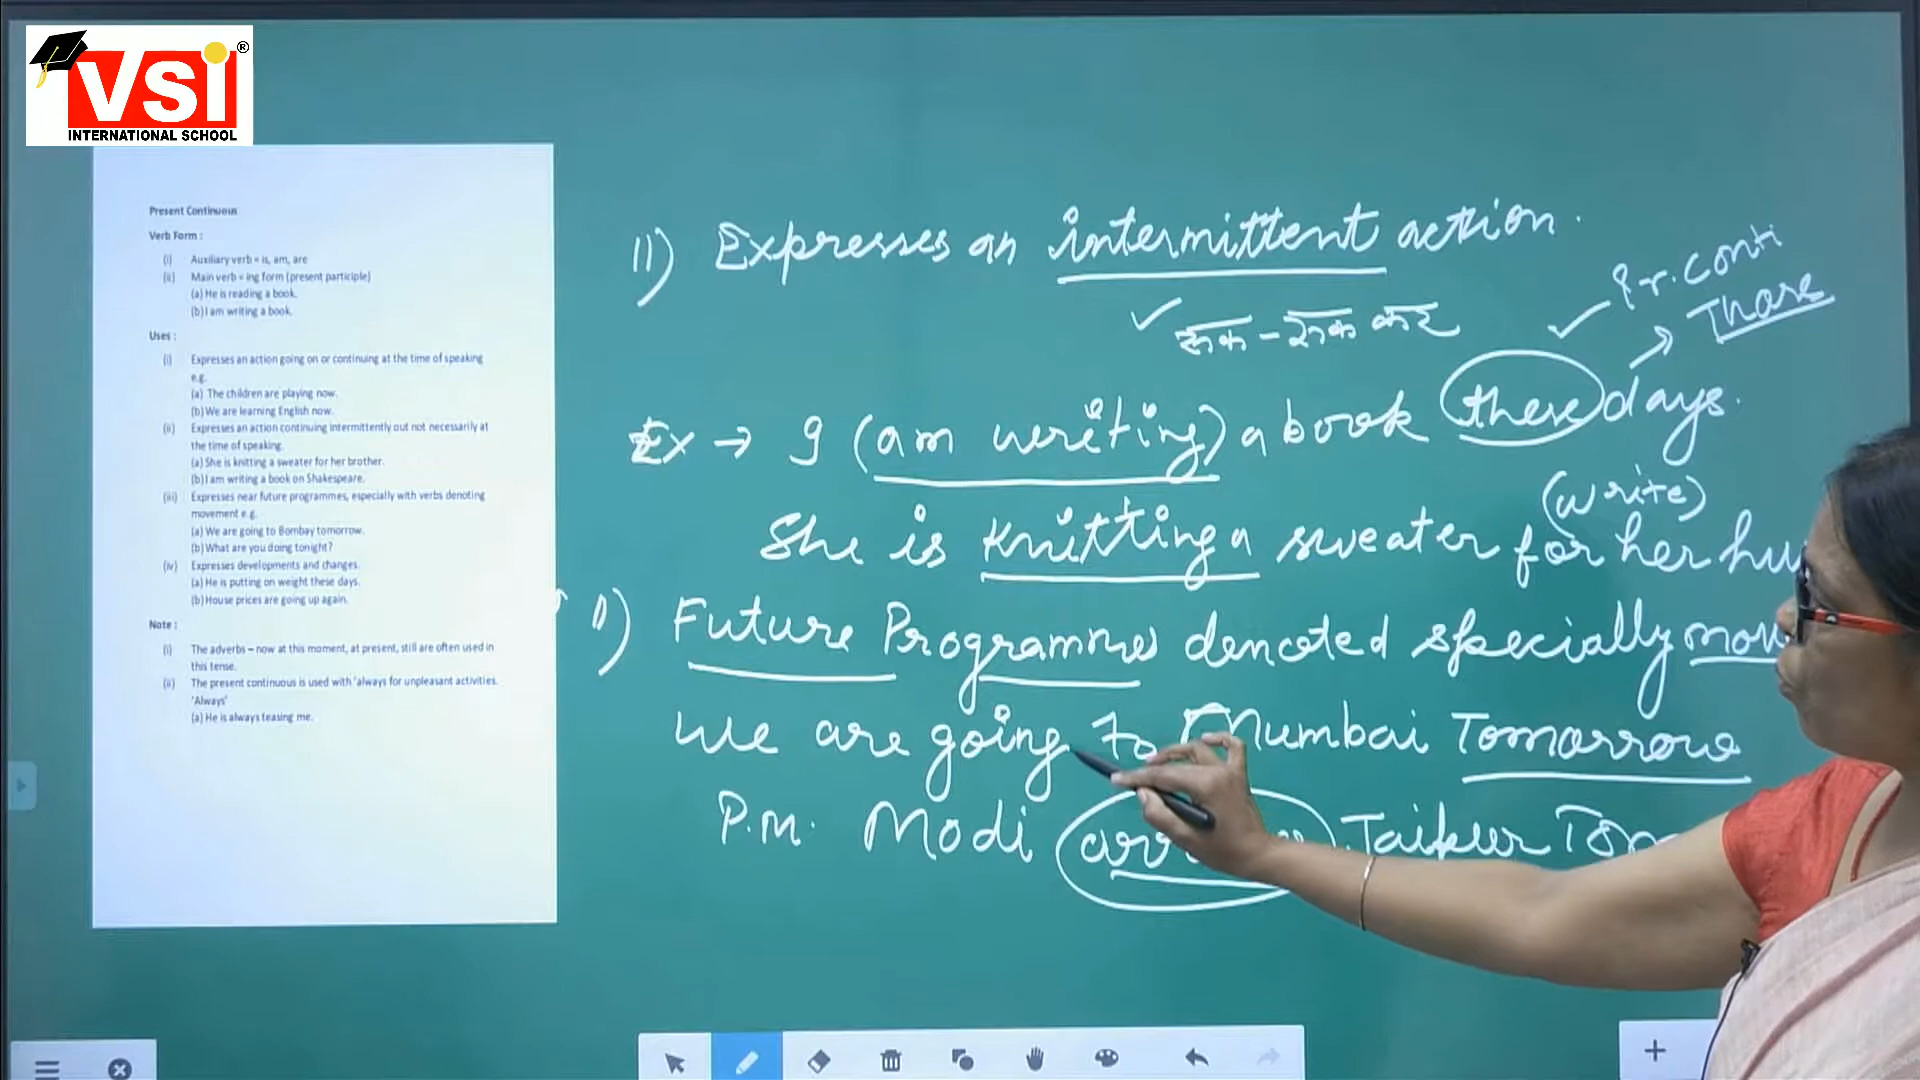 VSI®
INTERNATIONAL SCHOOL
Present Continuous
Verb Form :
(i) Auxiliary verb = is, am, are
(ii) Main verb = ing form (present participle)
(a) He is reading a book.
(b) I am writing a book.
Uses :
(i) Expresses an action going on or continuing at the time of speaking
e.g.
(a) The children are playing now.
(b) We are learning English now.
(ii) Expresses an action continuing intermittently out not necessarily at
the time of speaking.
(a) She is knitting a sweater for her brother.
(b) I am writing a book on Shakespeare.
(iii) Expresses near future programmes, especially with verbs denoting
movement e.g.
(a) We are going to Bombay tomorrow.
(b) What are you doing tonight?
(iv) Expresses developments and changes.
(a) He is putting on weight these days.
(b) House prices are going up again.
Note :
(i) The adverbs – now at this moment, at present, still are often used in
this tense.
(ii) The present continuous is used with 'always for unpleasant activities.
'Always'
(a) He is always teasing me.
II) Expresses an intermittent action.
Pr. conti
रुक - रुक कर
Ex → I (am writing) a book these days.
(write)
She is Knitting a sweater for her hu
Future Programmes denoted specially mov
We are going to Mumbai Tomorrow
P.M. Modi Jaipur Tom